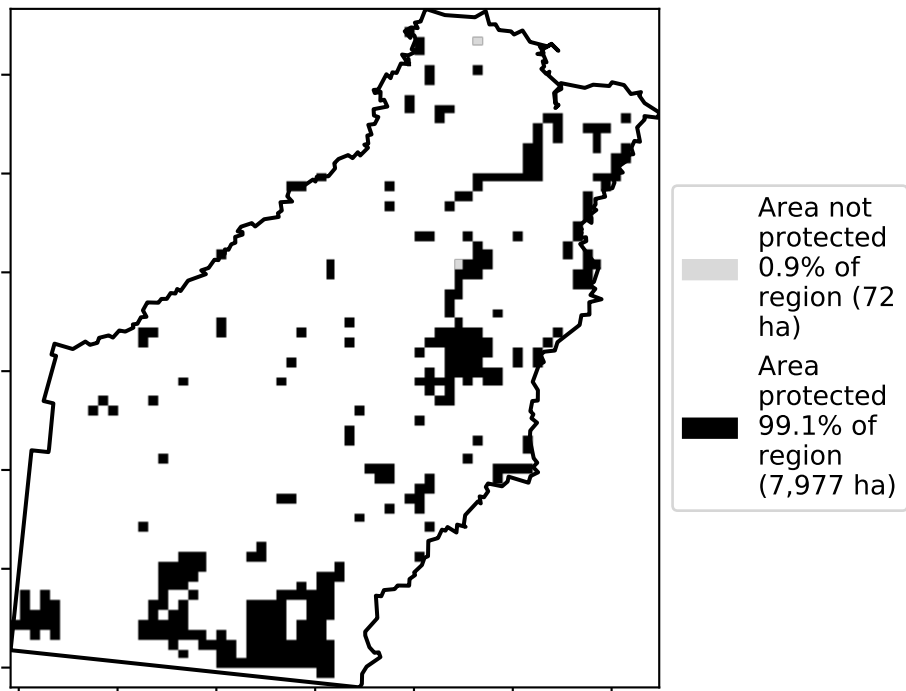 Area not
protected
0.9% of
region (72
ha)
Area
protected
99.1% of
region
(7,977 ha)